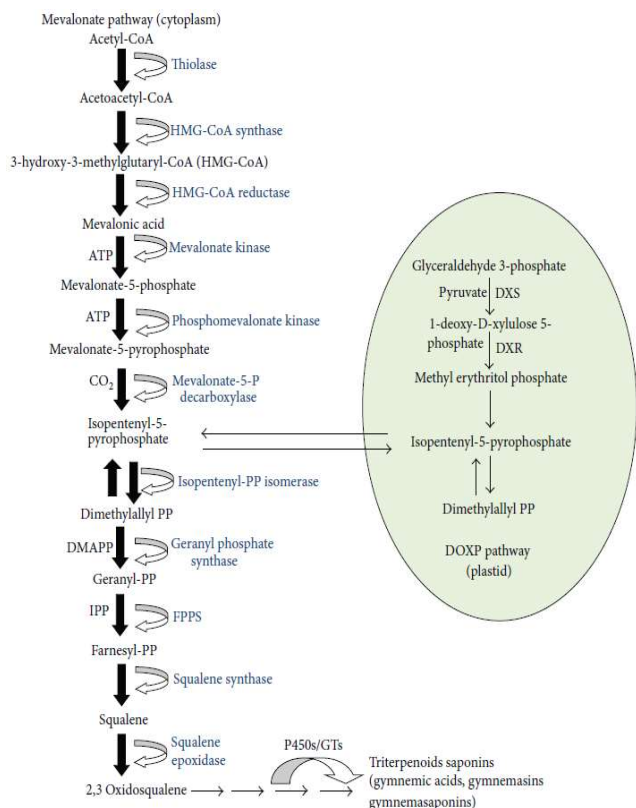 Mevalonate pathway (cytoplasm)
Acetyl-CoA
Thiolase
Acetoacetyl-CoA
HMG-CoA synthase
3-hydroxy-3-methylglutaryl-CoA (HMG-CoA)
HMG-CoA reductase
Mevalonic acid
ATP
Mevalonate kinase
Mevalonate-5-phosphate
ATP
Phosphomevalonate kinase
Mevalonate-5-pyrophosphate
CO2
Mevalonate-5-P
decarboxylase
Isopentenyl-5-
pyrophosphate
Isopentenyl-PP isomerase
Dimethylallyl PP
DMAPP
Geranyl phosphate
synthase
Geranyl-PP
IPP
FPPS
Farnesyl-PP
Squalene synthase
Squalene
Squalene
epoxidase
2,3 Oxidosqualene
P450s/GTs
Triterpenoids saponins
(gymnemic acids, gymnemasins
gymnemasaponins)
Glyceraldehyde 3-phosphate
Pyruvate
DXS
1-deoxy-D-xylulose 5-
phosphate
DXR
Methyl erythritol phosphate
Isopentenyl-5-pyrophosphate
Dimethylallyl PP
DOXP pathway
(plastid)